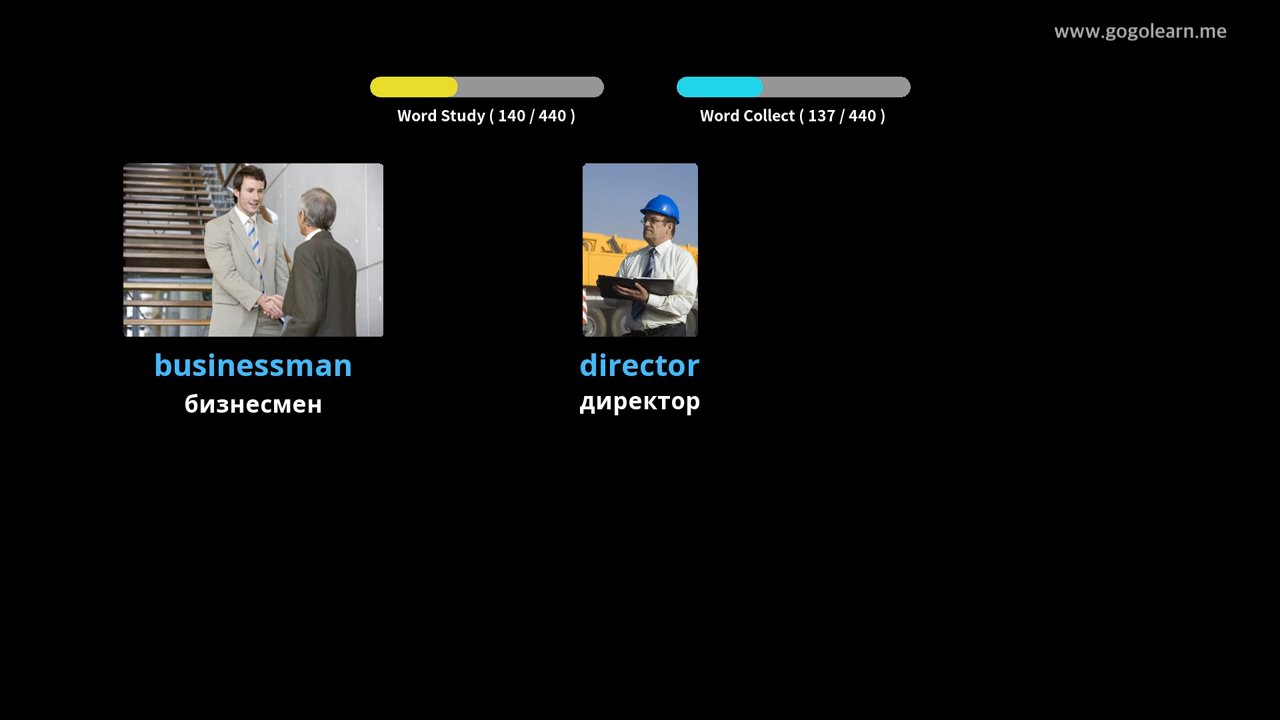 www.gogolearn.me
Word Study ( 140 / 440 )
Word Collect ( 137 / 440 )
businessman
бизнесмен
director
директор